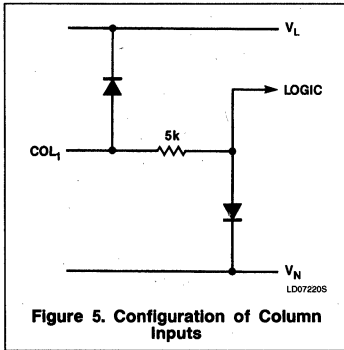 V_L
LOGIC
5k
COL_1
V_N
LD07220S
Figure 5. Configuration of Column
Inputs